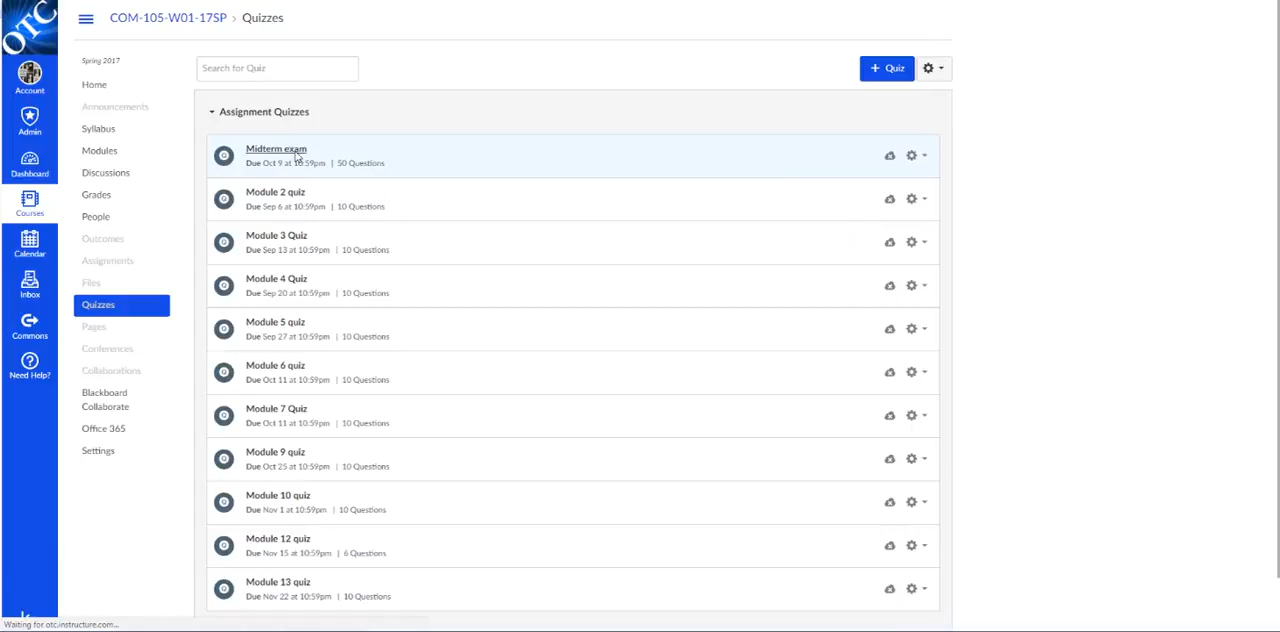 OTC
COM-105-W01-17SP › Quizzes
Account
Admin
Dashboard
Courses
Calendar
Inbox
Commons
Need Help?
Spring 2017
Home
Announcements
Syllabus
Modules
Discussions
Grades
People
Outcomes
Assignments
Files
Quizzes
Pages
Conferences
Collaborations
Blackboard
Collaborate
Office 365
Settings
Search for Quiz
+ Quiz
Assignment Quizzes
Midterm exam
Due Oct 9 at 10:59pm | 50 Questions
Module 2 quiz
Due Sep 6 at 10:59pm | 10 Questions
Module 3 Quiz
Due Sep 13 at 10:59pm | 10 Questions
Module 4 Quiz
Due Sep 20 at 10:59pm | 10 Questions
Module 5 quiz
Due Sep 27 at 10:59pm | 10 Questions
Module 6 quiz
Due Oct 11 at 10:59pm | 10 Questions
Module 7 Quiz
Due Oct 11 at 10:59pm | 10 Questions
Module 9 quiz
Due Oct 25 at 10:59pm | 10 Questions
Module 10 quiz
Due Nov 1 at 10:59pm | 10 Questions
Module 12 quiz
Due Nov 15 at 10:59pm | 6 Questions
Module 13 quiz
Due Nov 22 at 10:59pm | 10 Questions
Waiting for otc.instructure.com...